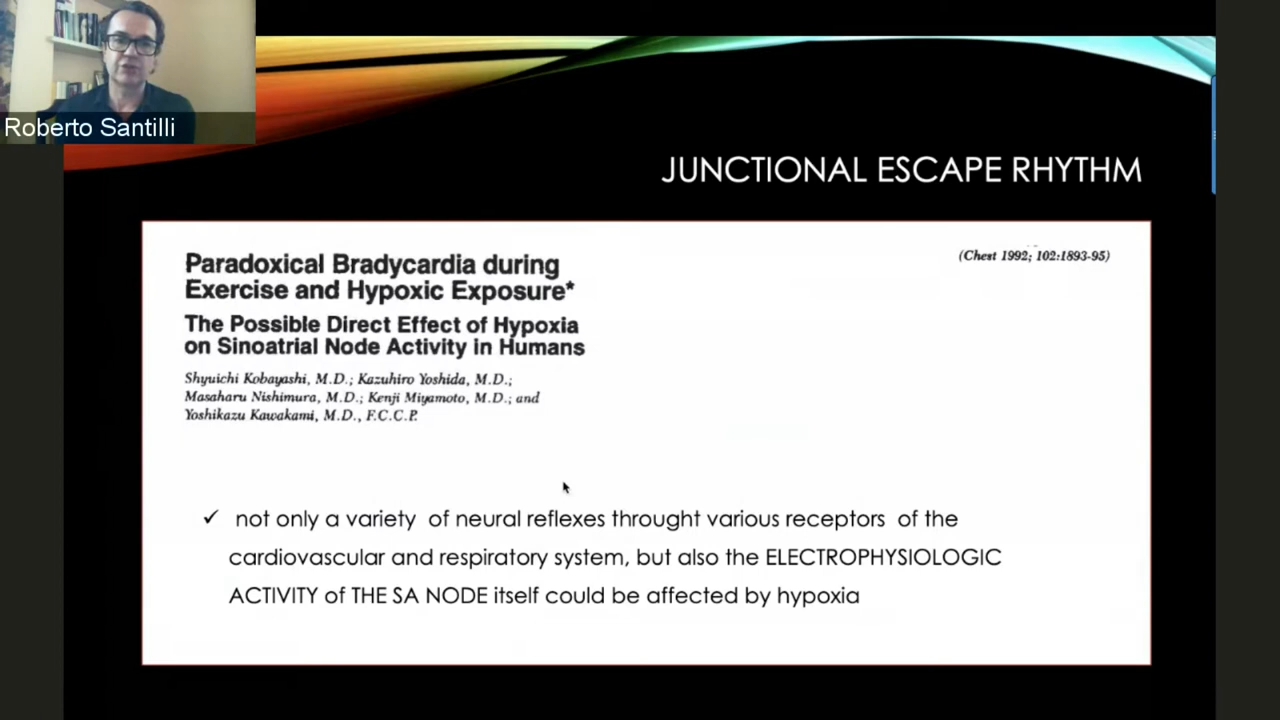 Roberto Santilli
JUNCTIONAL ESCAPE RHYTHM
Paradoxical Bradycardia during
Exercise and Hypoxic Exposure*
(Chest 1992; 102:1893-95)
The Possible Direct Effect of Hypoxia
on Sinoatrial Node Activity in Humans
Shyuichi Kobayashi, M.D.; Kazuhiro Yoshida, M.D.;
Masaharu Nishimura, M.D.; Kenji Miyamoto, M.D.; and
Yoshikazu Kawakami, M.D., F.C.C.P.
✓ not only a variety of neural reflexes throught various receptors of the
cardiovascular and respiratory system, but also the ELECTROPHYSIOLOGIC
ACTIVITY of THE SA NODE itself could be affected by hypoxia